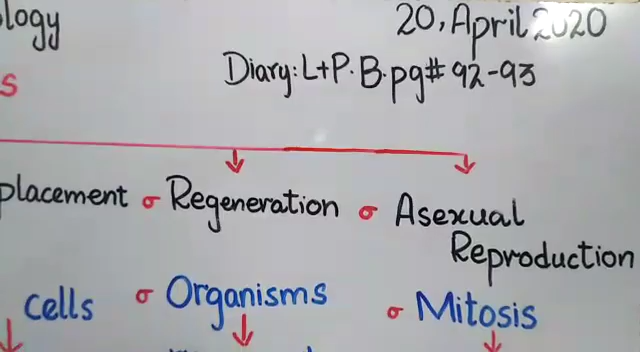 logy
20, April 2020
Diary: L+P. B. pg# 92-93
s
placement
Regeneration
Asexual
Reproduction
cells
Organisms
Mitosis